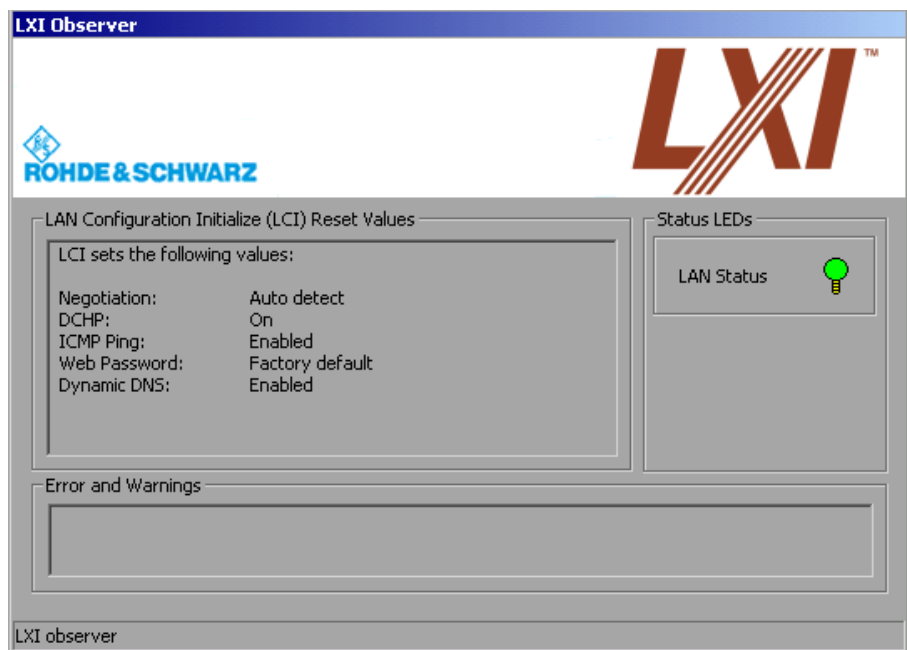 LXI Observer
LXI™
ROHDE & SCHWARZ
LAN Configuration Initialize (LCI) Reset Values
LCI sets the following values:
Negotiation: Auto detect
DCHP: On
ICMP Ping: Enabled
Web Password: Factory default
Dynamic DNS: Enabled
Status LEDs
LAN Status
Error and Warnings
LXI observer